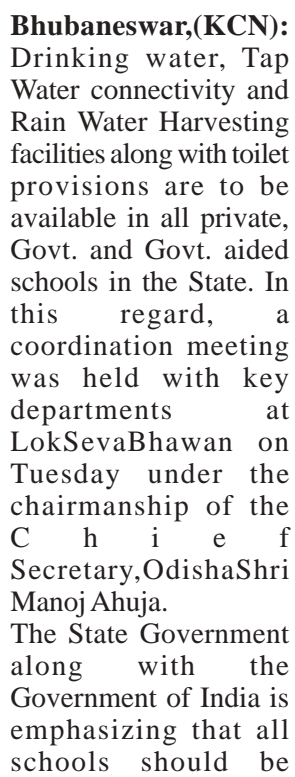 Bhubaneswar,(KCN):
Drinking water, Tap
Water connectivity and
Rain Water Harvesting
facilities along with toilet
provisions are to be
available in all private,
Govt. and Govt. aided
schools in the State. In
this regard, a
coordination meeting
was held with key
departments at
LokSevaBhawan on
Tuesday under the
chairmanship of the
C h i e f
Secretary,OdishaShri
Manoj Ahuja.
The State Government
along with the
Government of India is
emphasizing that all
schools should be